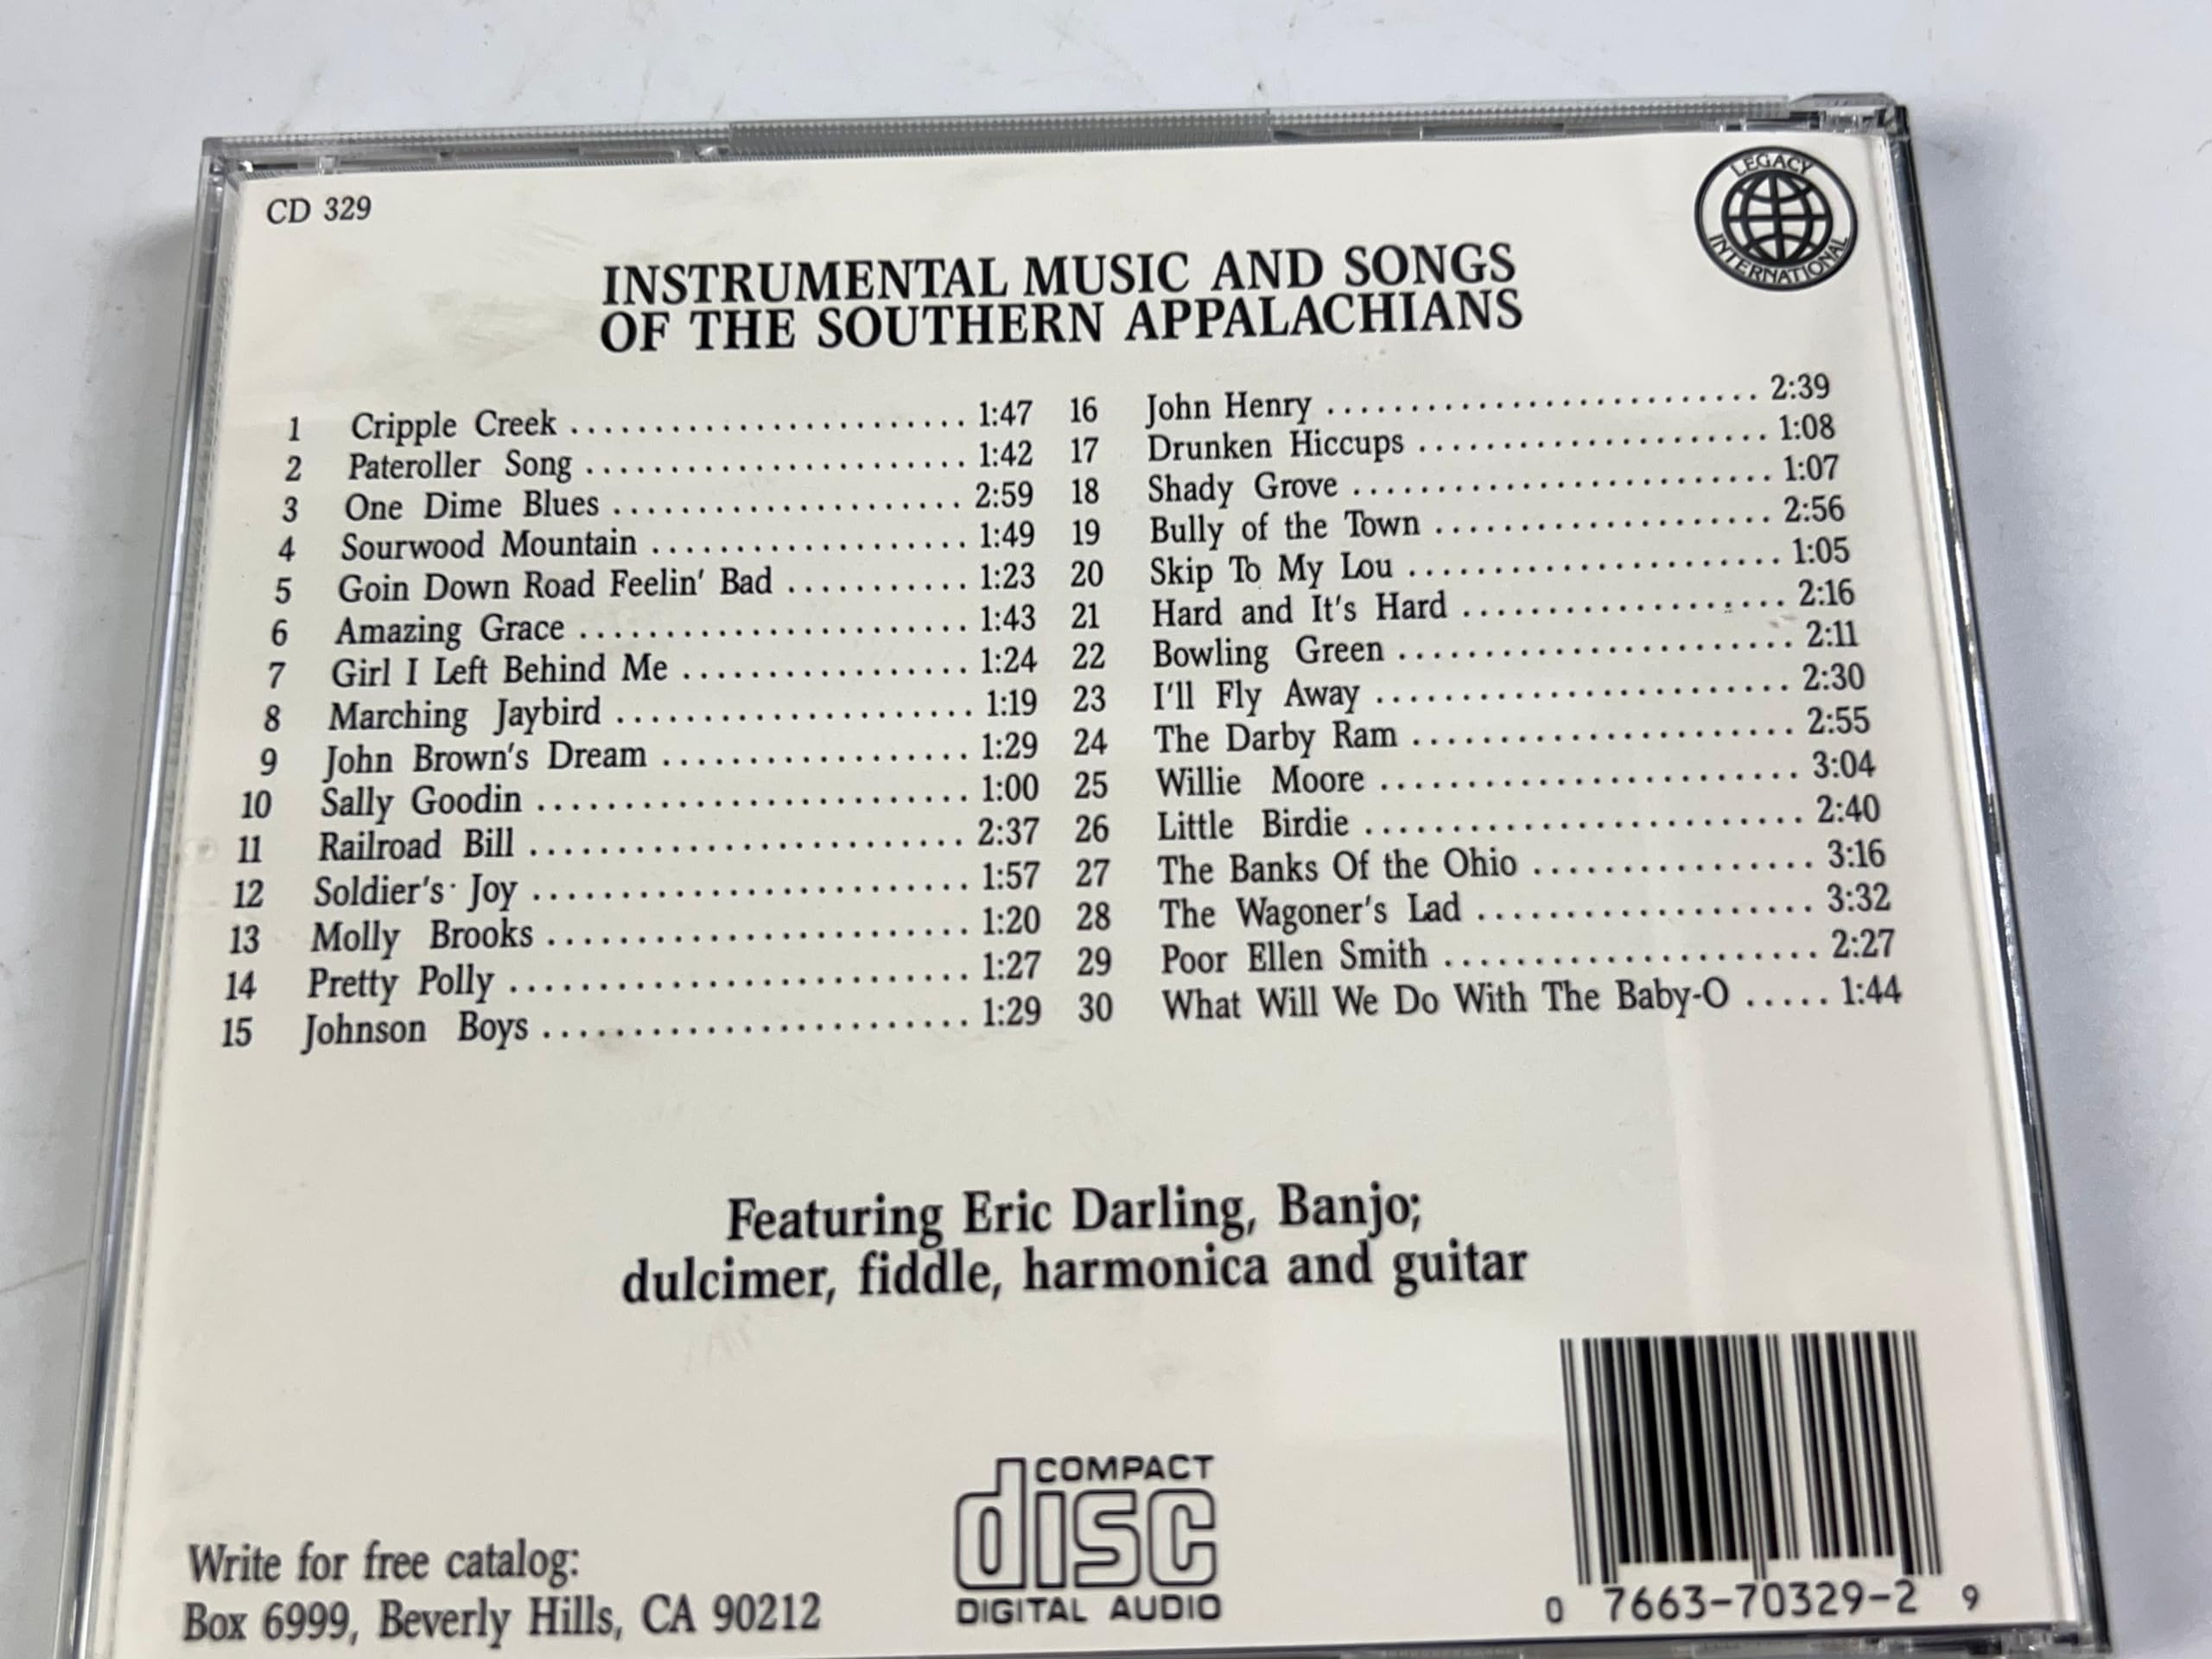 CD 329
LEGACY
INTERNATIONAL
INSTRUMENTAL MUSIC AND SONGS
OF THE SOUTHERN APPALACHIANS
1 Cripple Creek ........................ 1:47
2 Pateroller Song ....................... 1:42
3 One Dime Blues ..................... 2:59
4 Sourwood Mountain ................... 1:49
5 Goin Down Road Feelin' Bad ........... 1:23
6 Amazing Grace ........................ 1:43
7 Girl I Left Behind Me ................. 1:24
8 Marching Jaybird ..................... 1:19
9 John Brown's Dream .................. 1:29
10 Sally Goodin .......................... 1:00
11 Railroad Bill .......................... 2:37
12 Soldier's Joy .......................... 1:57
13 Molly Brooks ......................... 1:20
14 Pretty Polly ........................... 1:27
15 Johnson Boys ......................... 1:29
16 John Henry .......................... 2:39
17 Drunken Hiccups ..................... 1:08
18 Shady Grove ......................... 1:07
19 Bully of the Town .................... 2:56
20 Skip To My Lou ...................... 1:05
21 Hard and It's Hard ................... 2:16
22 Bowling Green ........................ 2:11
23 I'll Fly Away ......................... 2:30
24 The Darby Ram ....................... 2:55
25 Willie Moore ......................... 3:04
26 Little Birdie .......................... 2:40
27 The Banks Of the Ohio ................ 3:16
28 The Wagoner's Lad .................... 3:32
29 Poor Ellen Smith ...................... 2:27
30 What Will We Do With The Baby-O ..... 1:44
Featuring Eric Darling, Banjo;
dulcimer, fiddle, harmonica and guitar
Write for free catalog:
Box 6999, Beverly Hills, CA 90212
COMPACT
disc
DIGITAL AUDIO
0 7663-70329-2 9